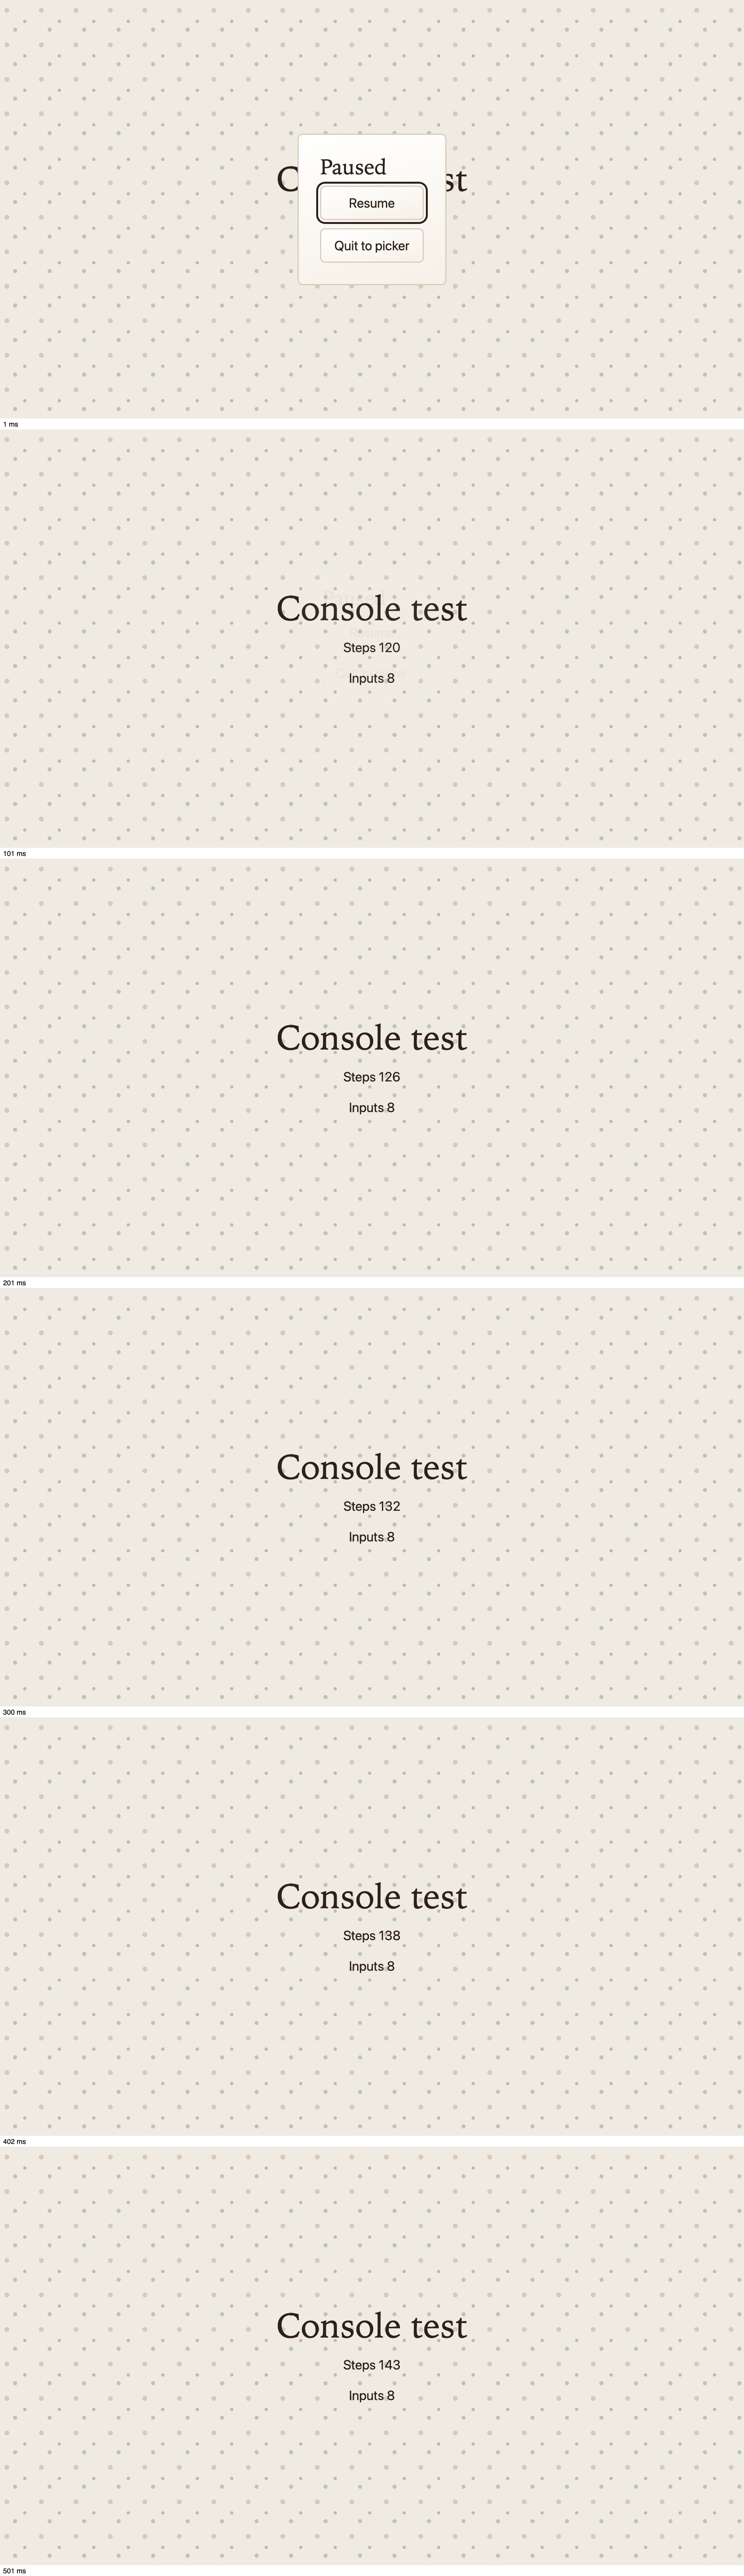 Paused
C st
Resume
Quit to picker
1 ms
Console test
Steps 120
Inputs 8
101 ms
Console test
Steps 126
Inputs 8
201 ms
Console test
Steps 132
Inputs 8
300 ms
Console test
Steps 138
Inputs 8
402 ms
Console test
Steps 143
Inputs 8
501 ms